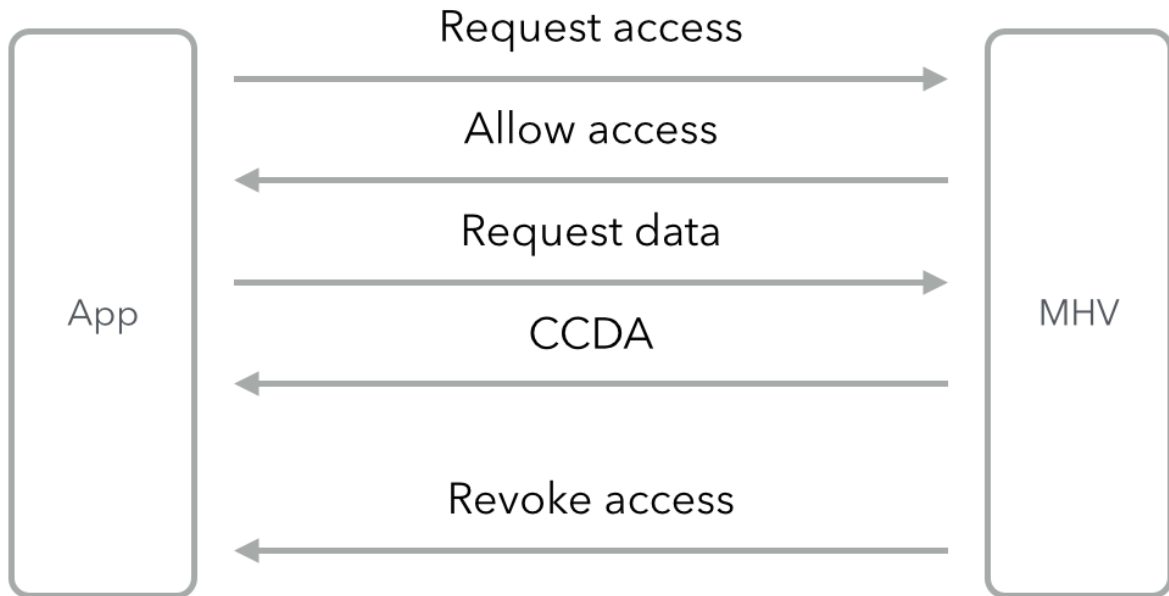 Request access
Allow access
Request data
App
MHV
CCDA
Revoke access